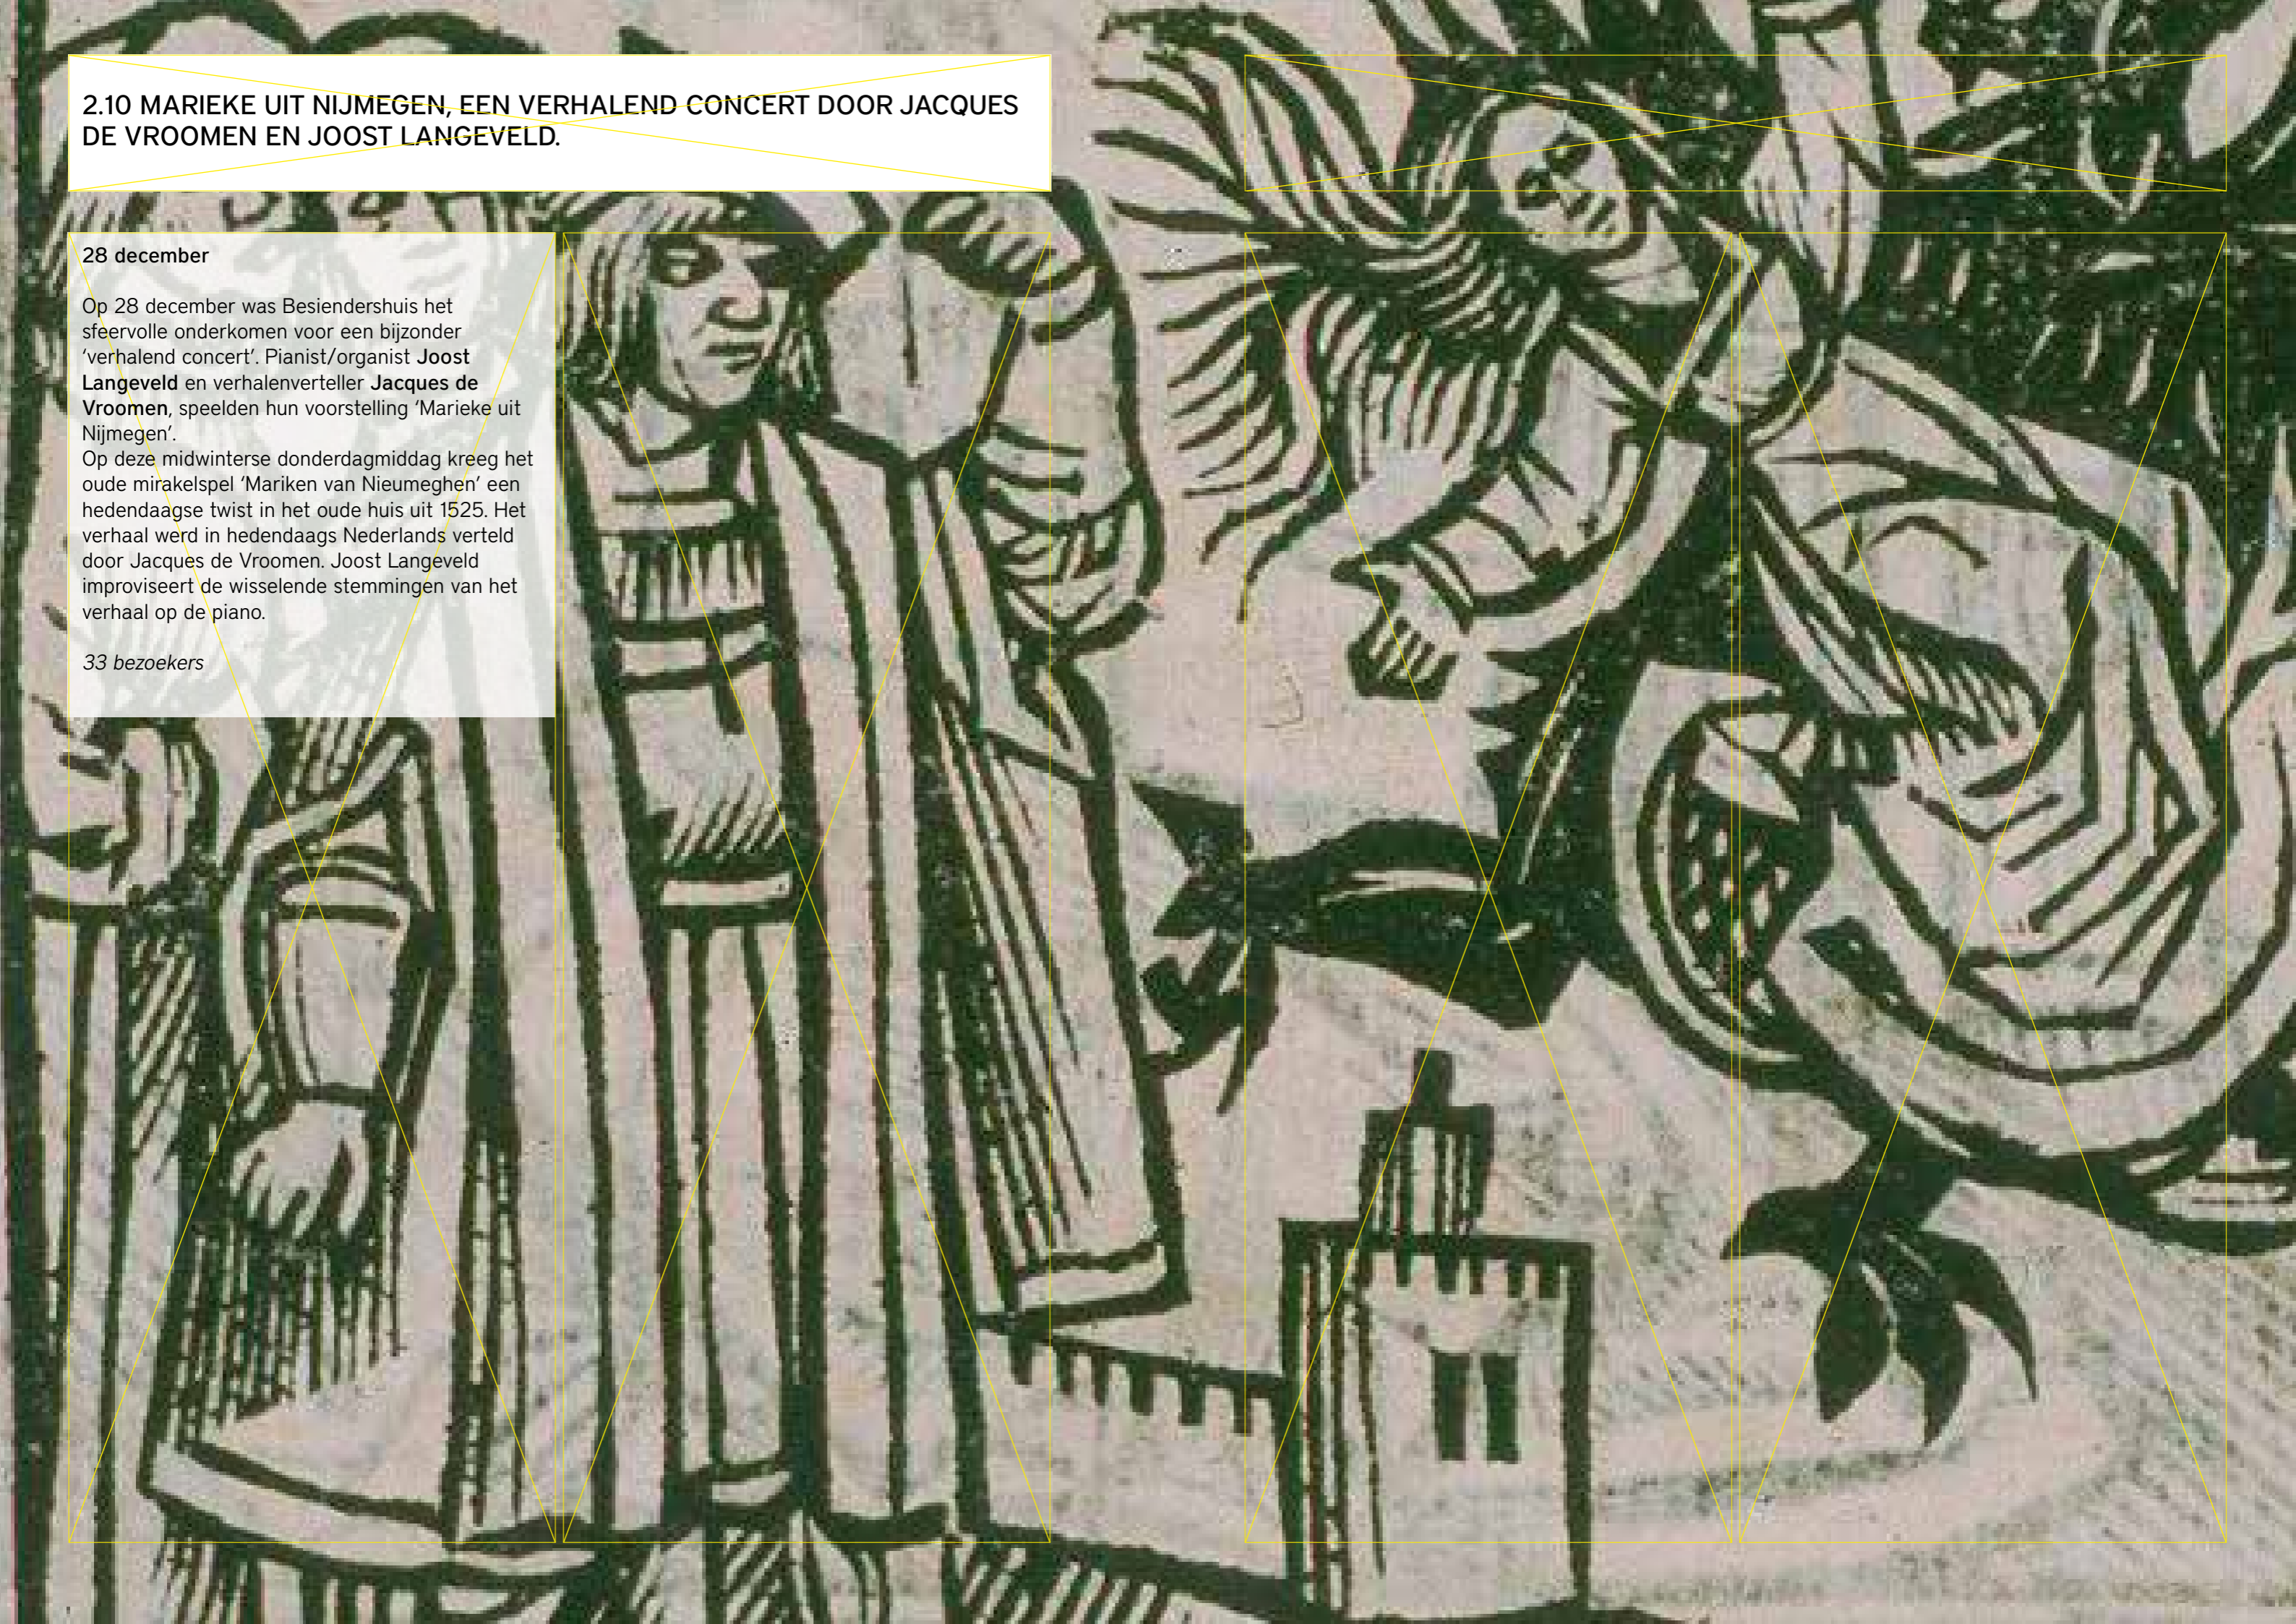 2.10 MARIEKE UIT NIJMEGEN, EEN VERHALEND CONCERT DOOR JACQUES
DE VROOMEN EN JOOST LANGEVELD.
28 december
Op 28 december was Besiendershuis het
sfeervolle onderkomen voor een bijzonder
‘verhalend concert’. Pianist/organist Joost
Langeveld en verhalenverteller Jacques de
Vroomen, speelden hun voorstelling ‘Marieke uit
Nijmegen’.
Op deze midwinterse donderdagmiddag kreeg het
oude mirakelspel ‘Mariken van Nieumeghen’ een
hedendaagse twist in het oude huis uit 1525. Het
verhaal werd in hedendaags Nederlands verteld
door Jacques de Vroomen. Joost Langeveld
improviseert de wisselende stemmingen van het
verhaal op de piano.
33 bezoekers